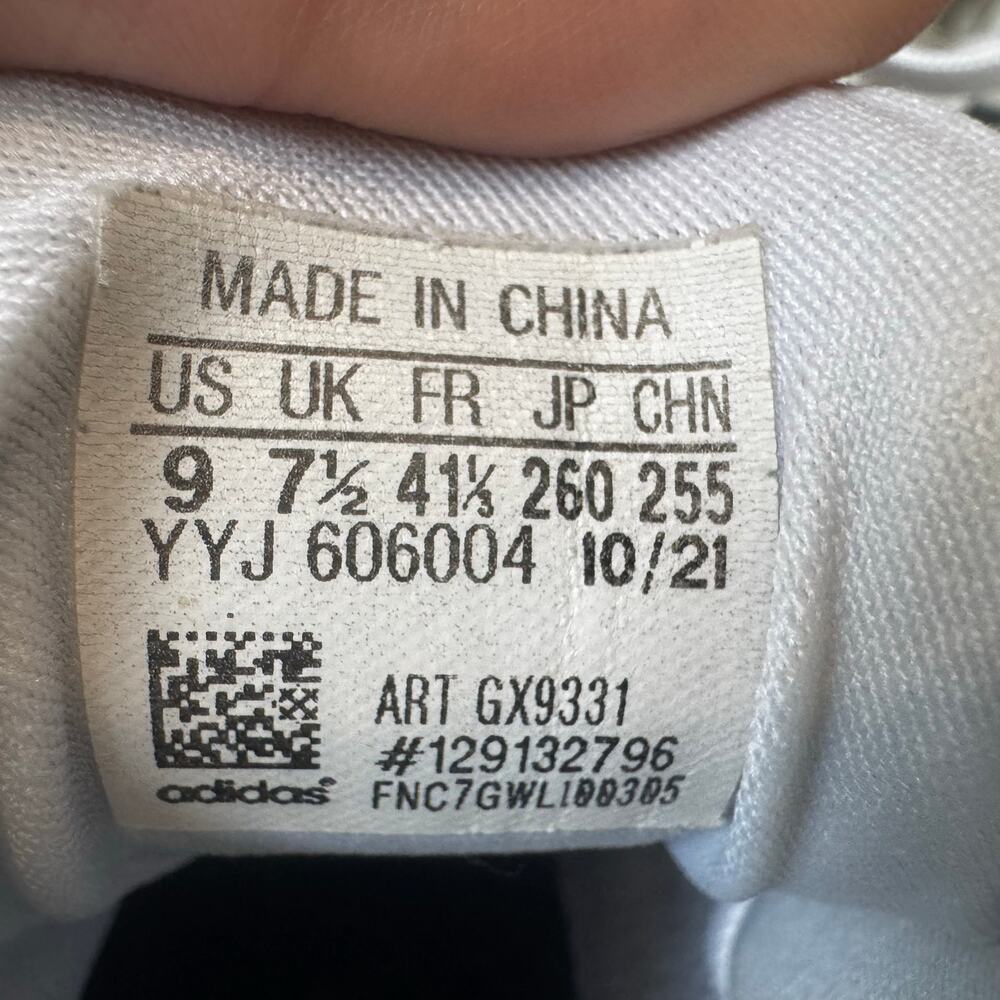 MADE IN CHINA
US UK FR JP CHN
9 7½ 41⅓ 260 255
YYJ 606004 10/21
ART GX9331
#129132796
adidas® FNC7GWL100305